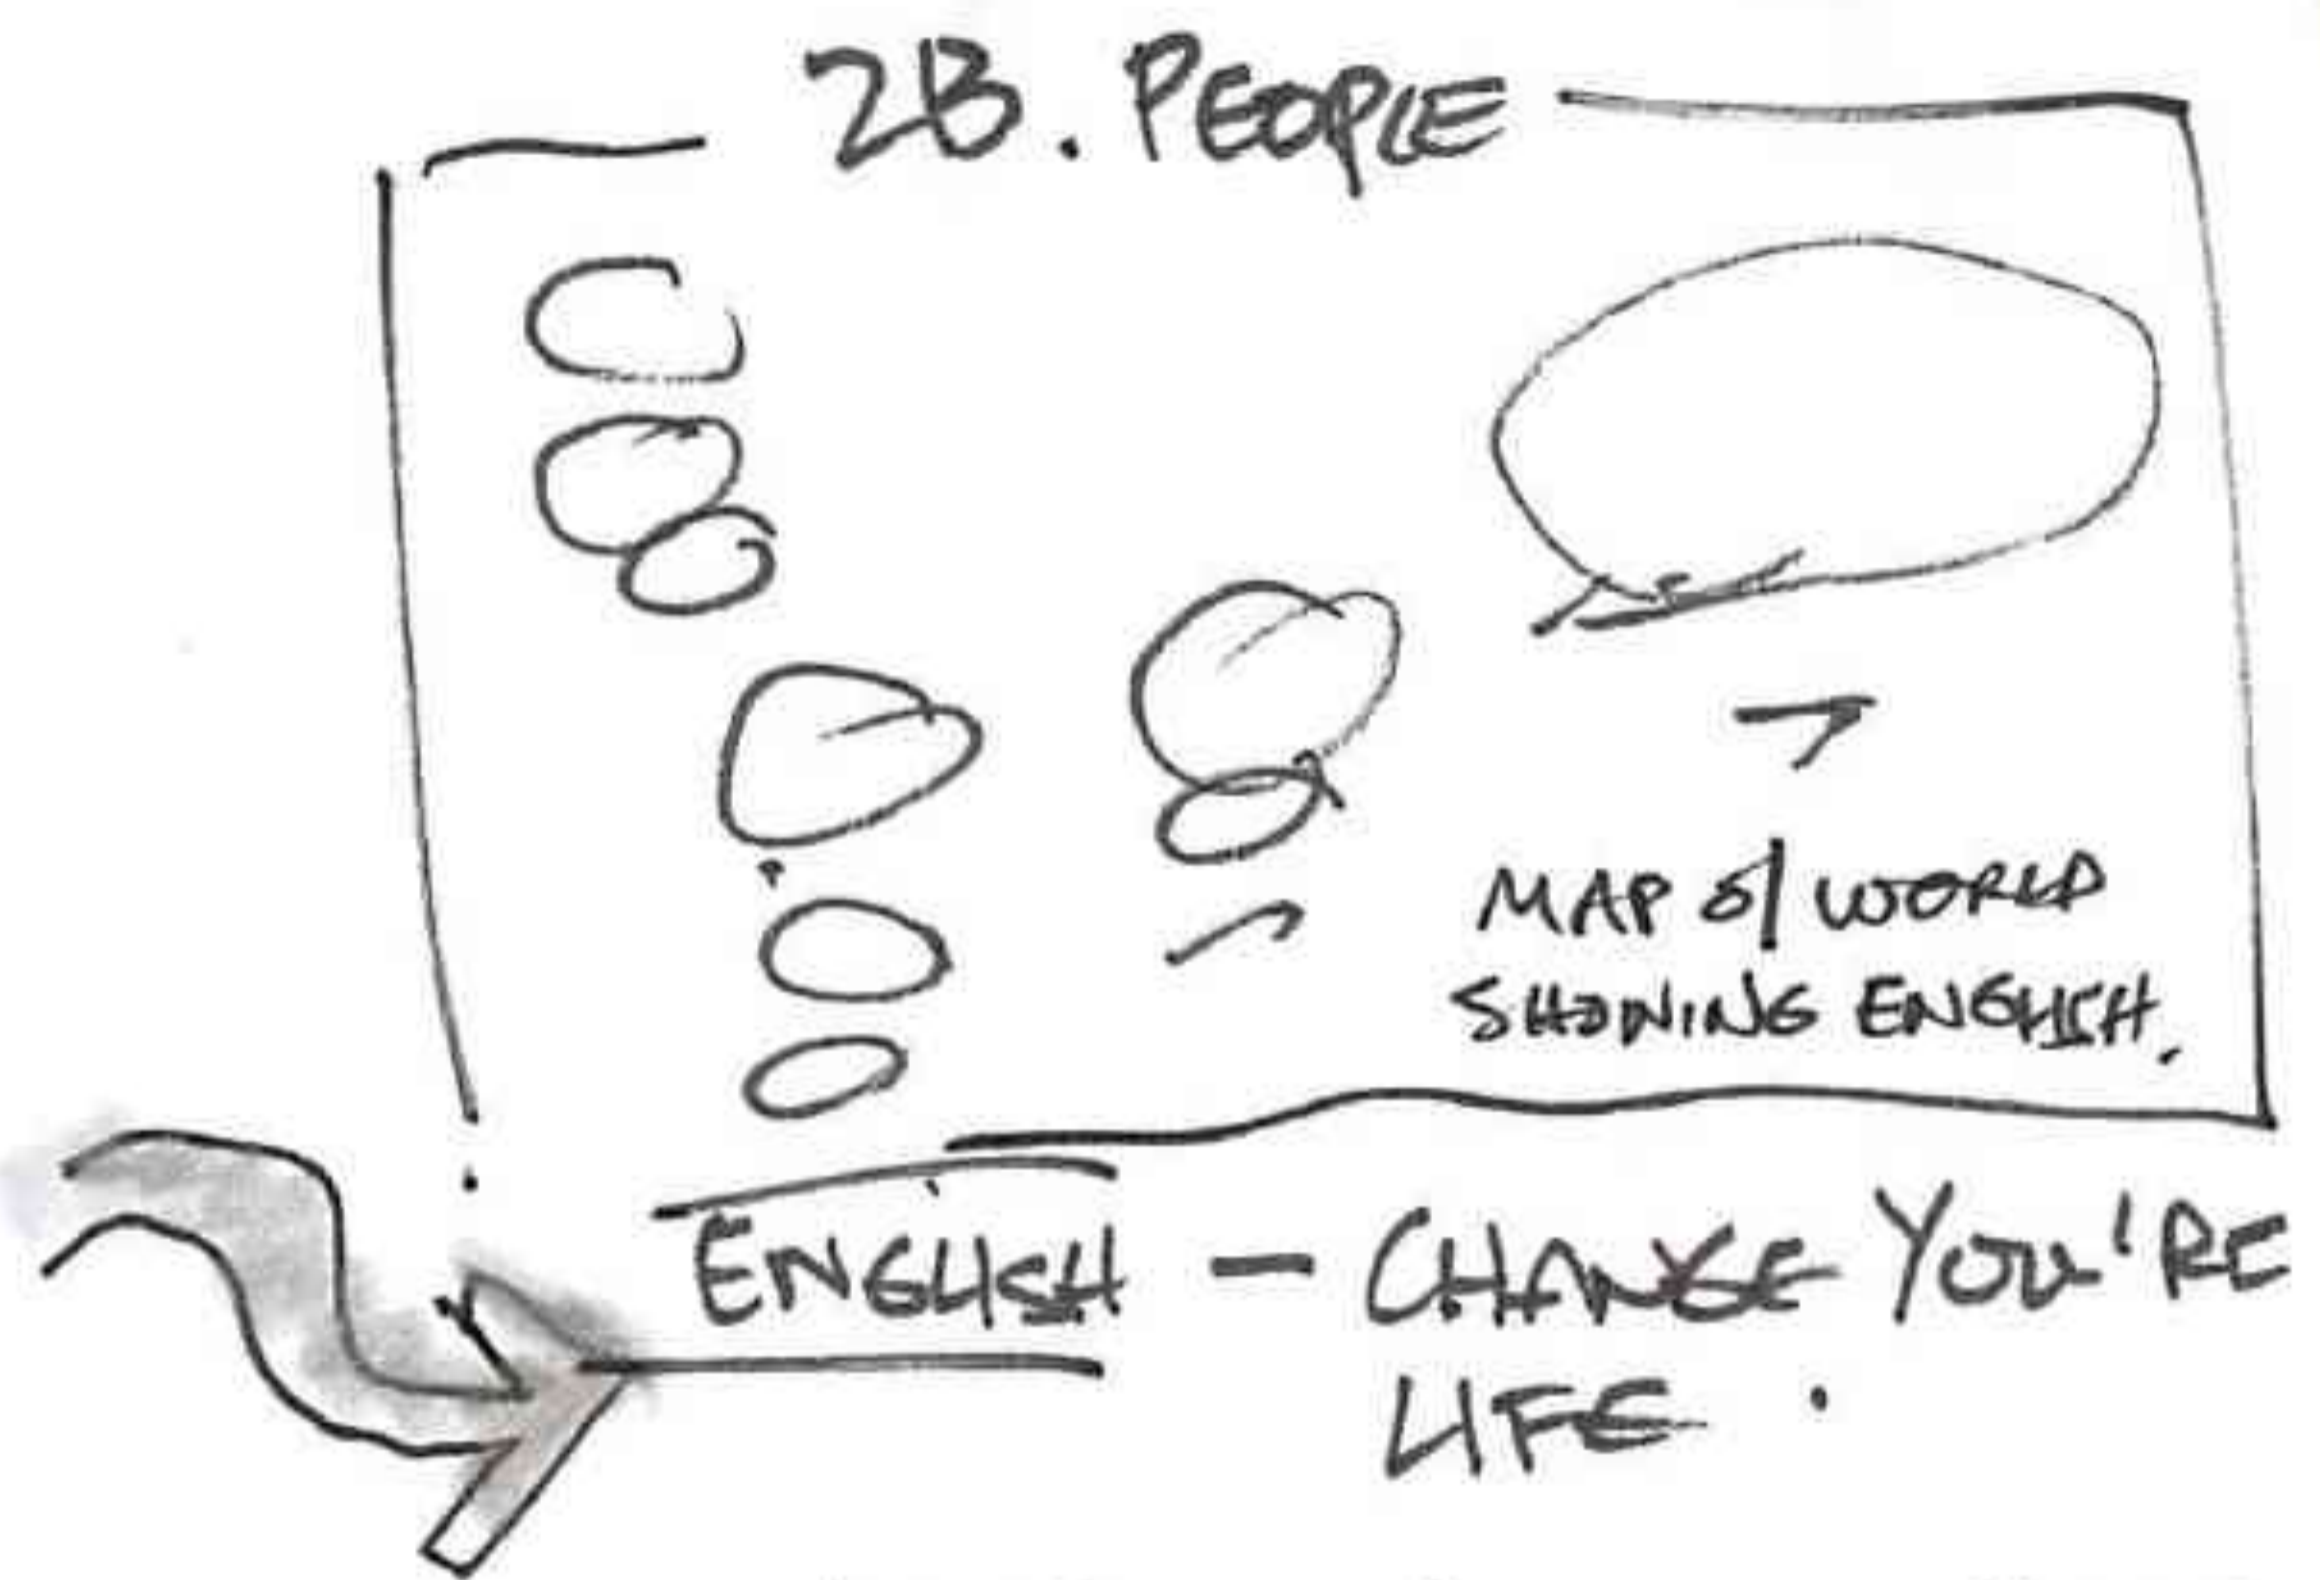 2B. PEOPLE
MAP of WORLD
SHOWING ENGLISH.
ENGLISH - CHANGE YOU'RE
LIFE.